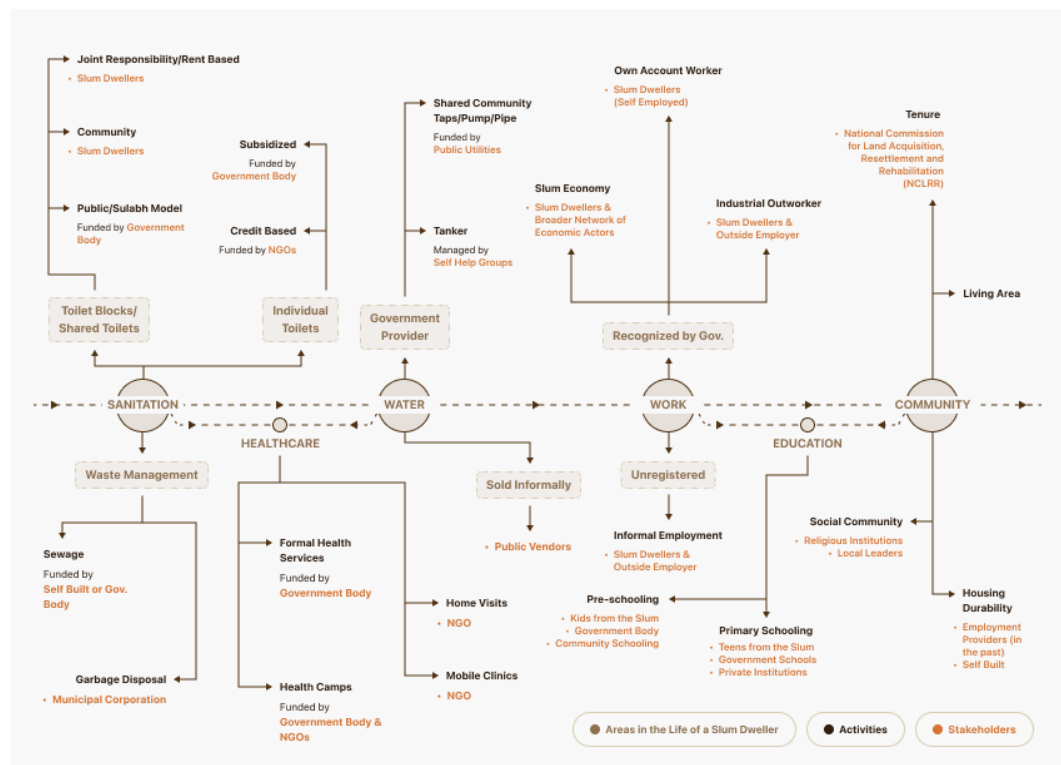 Joint Responsibility/Rent Based
• Slum Dwellers
Community
• Slum Dwellers
Public/Sulabh Model
Funded by Government
Body
Subsidized
Funded by
Government Body
Credit Based
Funded by NGOs
Shared Community
Taps/Pump/Pipe
Funded by
Public Utilities
Tanker
Managed by
Self Help Groups
Own Account Worker
• Slum Dwellers
(Self Employed)
Slum Economy
• Slum Dwellers &
Broader Network of
Economic Actors
Industrial Outworker
• Slum Dwellers &
Outside Employer
Tenure
• National Commission
for Land Acquisition,
Resettlement and
Rehabilitation
(NCLRR)
Living Area
Toilet Blocks/
Shared Toilets
Individual
Toilets
Government
Provider
Recognized by Gov.
SANITATION
WATER
WORK
COMMUNITY
HEALTHCARE
EDUCATION
Waste Management
Sold Informally
Unregistered
Sewage
Funded by
Self Built or Gov.
Body
Garbage Disposal
• Municipal Corporation
Formal Health
Services
Funded by
Government Body
Health Camps
Funded by
Government Body &
NGOs
Home Visits
• NGO
Mobile Clinics
• NGO
• Public Vendors
Informal Employment
• Slum Dwellers &
Outside Employer
Pre-schooling
• Kids from the Slum
• Government Body
• Community Schooling
Primary Schooling
• Teens from the Slum
• Government Schools
• Private Institutions
Social Community
• Religious Institutions
• Local Leaders
Housing
Durability
• Employment
Providers (in
the past)
• Self Built
Areas in the Life of a Slum Dweller
Activities
Stakeholders